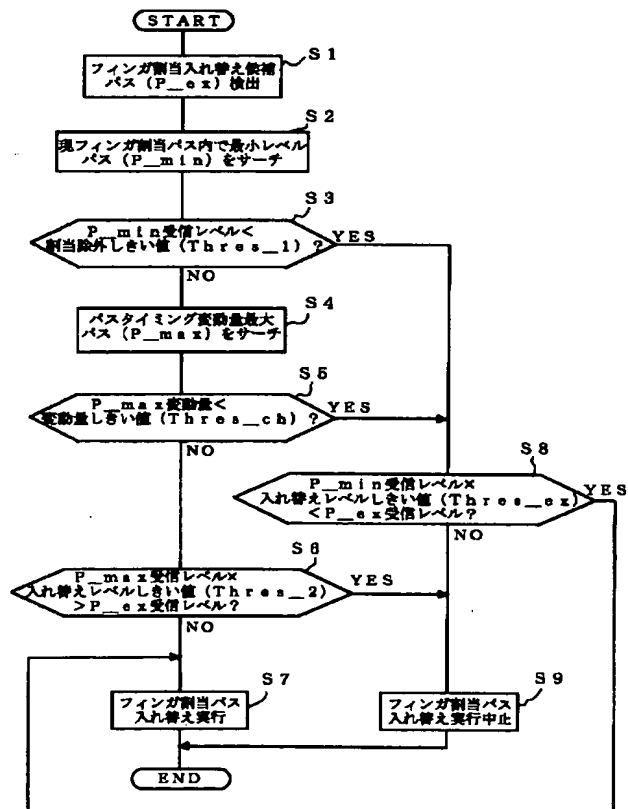 START
S1
フィンガ割当入れ替え候補
パス(P_ex)検出
S2
現フィンガ割当パス内で最小レベル
パス(P_min)をサーチ
S3
P_min受信レベル<
割当除外しきい値(Thres_1)?
YES
NO
S4
パスタイミング変動量最大
パス(P_max)をサーチ
S5
P_max変動量<
変動量しきい値(Thres_ch)?
YES
NO
S8
P_min受信レベル×
入れ替えレベルしきい値(Thres_ex)
<P_ex受信レベル?
YES
NO
S6
P_max受信レベル×
入れ替えレベルしきい値(Thres_2)
>P_ex受信レベル?
YES
NO
S7
フィンガ割当パス
入れ替え実行
S9
フィンガ割当パス
入れ替え実行中止
END